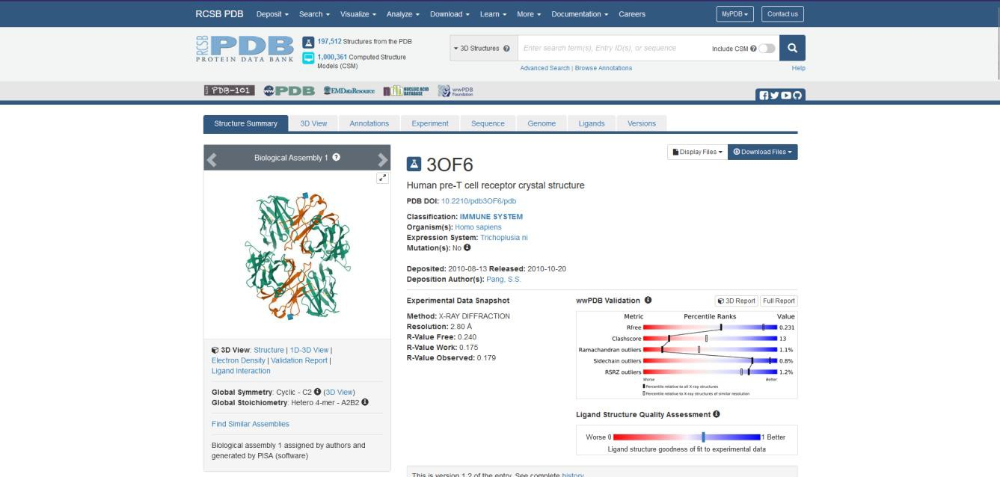 RCSB PDB Deposit Search Visualize Analyze Download Learn More Documentation Careers MyPDB Contact us
RCSB PDB
PROTEIN DATA BANK
197,512 Structures from the PDB
1,000,361 Computed Structure
Models (CSM)
3D Structures Enter search term(s), Entry ID(s), or sequence Include CSM
Advanced Search | Browse Annotations Help
PDB-101 wwPDB EMDataResource NUCLEIC ACID DATABASE wwPDB Foundation
Structure Summary 3D View Annotations Experiment Sequence Genome Ligands Versions
Biological Assembly 1
3D View: Structure | 1D-3D View |
Electron Density | Validation Report |
Ligand Interaction
Global Symmetry: Cyclic - C2 (3D View)
Global Stoichiometry: Hetero 4-mer - A2B2
Find Similar Assemblies
Biological assembly 1 assigned by authors and
generated by PISA (software)
Display Files Download Files
3OF6
Human pre-T cell receptor crystal structure
PDB DOI: 10.2210/pdb3OF6/pdb
Classification: IMMUNE SYSTEM
Organism(s): Homo sapiens
Expression System: Trichoplusia ni
Mutation(s): No
Deposited: 2010-08-13 Released: 2010-10-20
Deposition Author(s): Pang, S.S.
Experimental Data Snapshot
Method: X-RAY DIFFRACTION
Resolution: 2.80 Å
R-Value Free: 0.240
R-Value Work: 0.175
R-Value Observed: 0.179
wwPDB Validation 3D Report Full Report
Metric Percentile Ranks Value
Rfree 0.231
Clashscore 13
Ramachandran outliers 1.1%
Sidechain outliers 0.8%
RSRZ outliers 1.2%
Worse Better
Percentile relative to all X-ray structures
Percentile relative to X-ray structures of similar resolution
Ligand Structure Quality Assessment
Worse 0 1 Better
Ligand structure goodness of fit to experimental data
This is version 1.2 of the entry. See complete history.